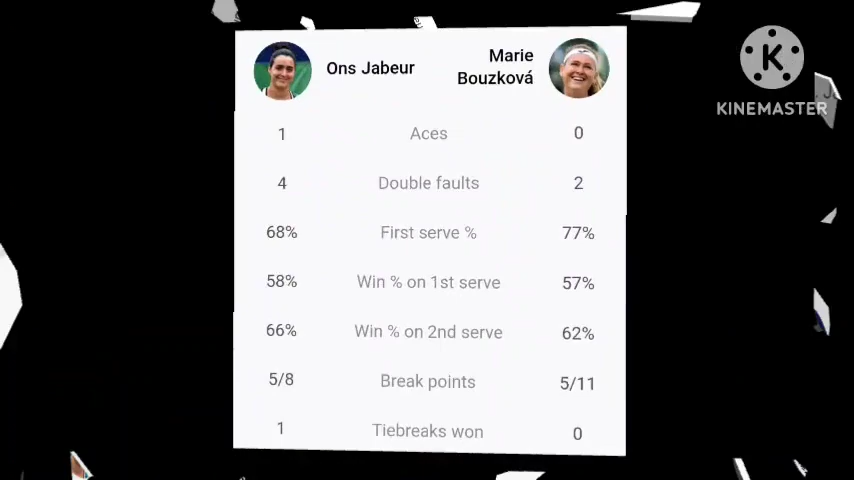 Ons Jabeur
Marie
Bouzková
KINEMASTER
1 Aces 0
4 Double faults 2
68% First serve % 77%
58% Win % on 1st serve 57%
66% Win % on 2nd serve 62%
5/8 Break points 5/11
1 Tiebreaks won 0